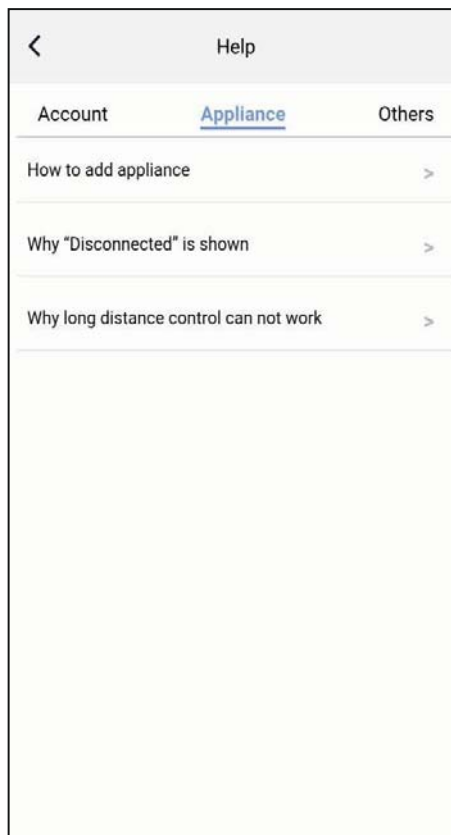 Help
Account Appliance Others
How to add appliance >
Why “Disconnected” is shown >
Why long distance control can not work >